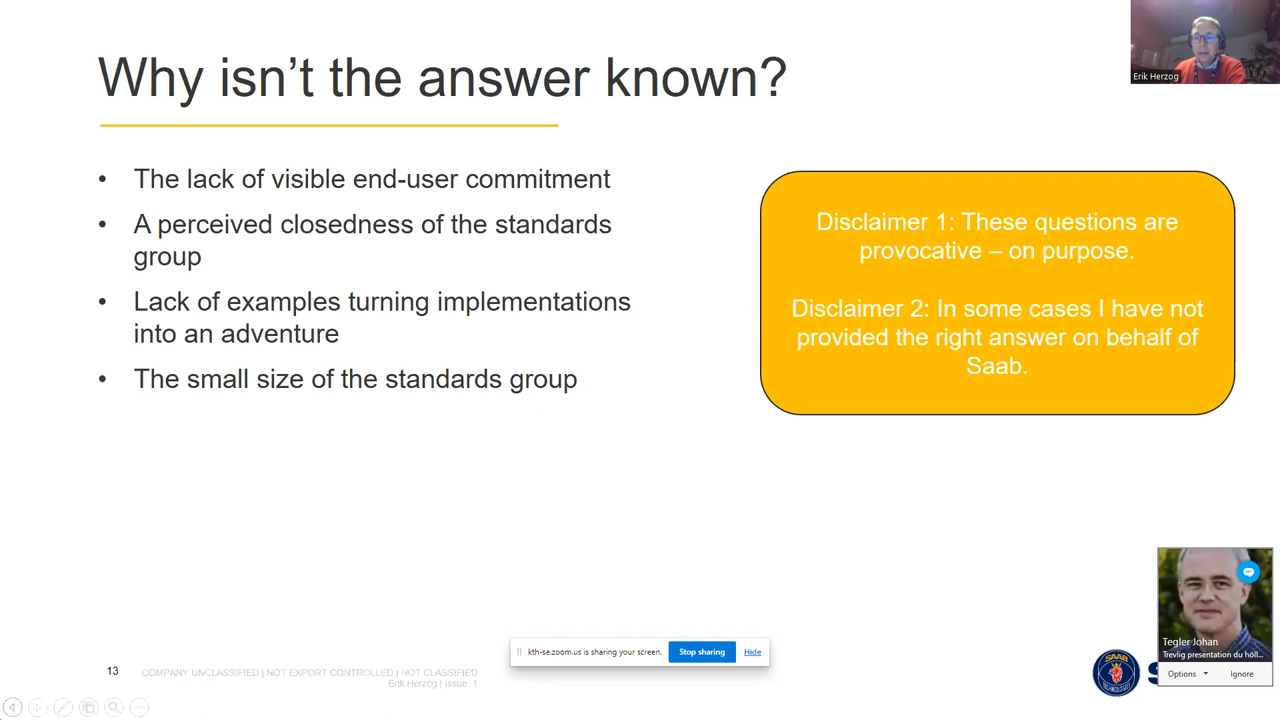 Why isn't the answer known?
Erik Herzog
• The lack of visible end-user commitment
• A perceived closedness of the standards
group
• Lack of examples turning implementations
into an adventure
• The small size of the standards group
Disclaimer 1: These questions are
provocative – on purpose.
Disclaimer 2: In some cases I have not
provided the right answer on behalf of
Saab.
Tegler Johan
Trevlig presentation du höll...
Options
Ignore
kth-se.zoom.us is sharing your screen.
Stop sharing
Hide
13
COMPANY UNCLASSIFIED | NOT EXPORT CONTROLLED | NOT CLASSIFIED
Erik Herzog | Issue 1
SAAB
TECHNOLOGIES
S